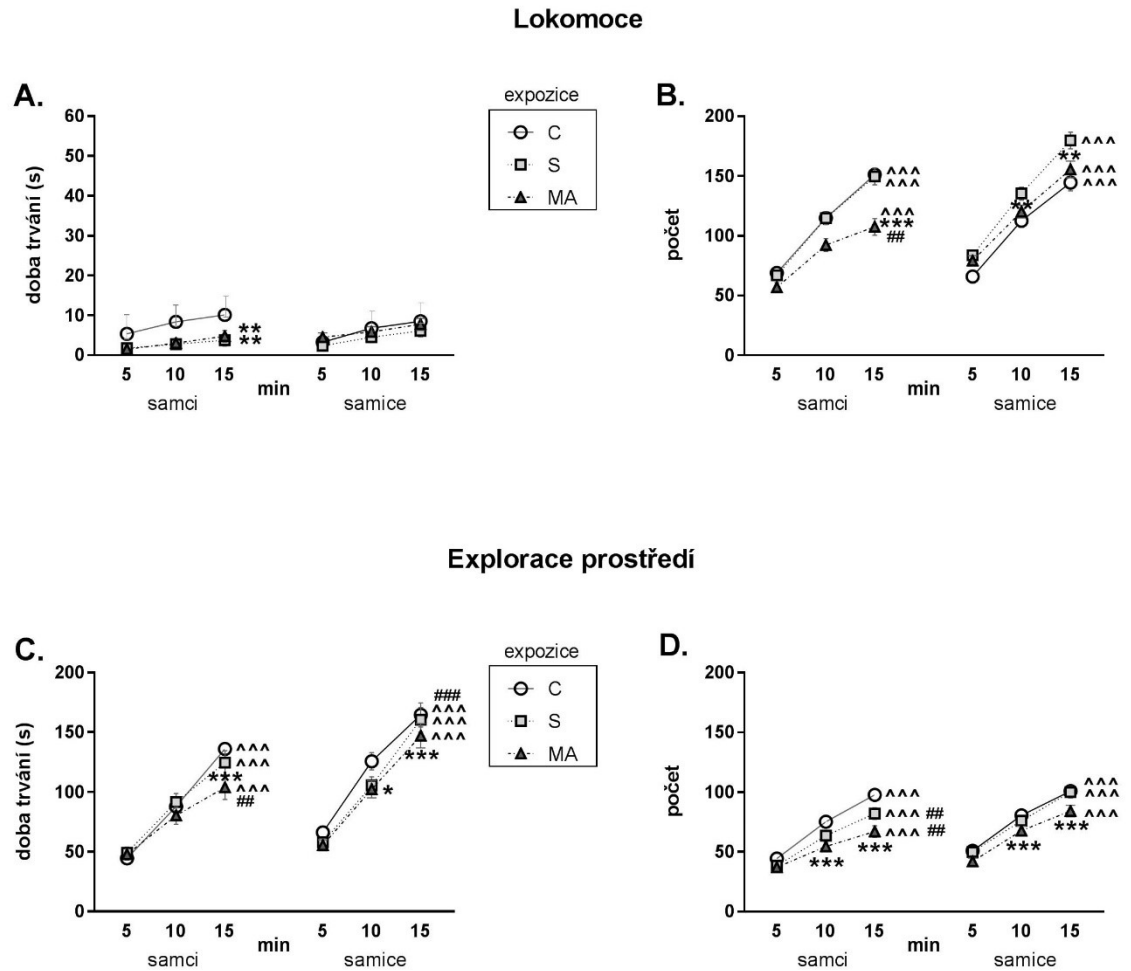 Lokomoce
A.
doba trvání (s)
60
50
40
30
20
10
0
5 10 15 min 5 10 15
samci samice
** 
**
expozice
C
S
MA
B.
počet
200
150
100
50
0
^^^
^^^
^^^
***
##
**
**
^^^
^^^
^^^
5 10 15 min 5 10 15
samci samice
Explorace prostředí
C.
doba trvání (s)
200
150
100
50
0
^^^
^^^
***
^^^
##
*
###
^^^
^^^
^^^
***
5 10 15 min 5 10 15
samci samice
expozice
C
S
MA
D.
počet
200
150
100
50
0
^^^
^^^ ##
^^^ ##
*** ***
^^^
^^^
^^^
*** ***
5 10 15 min 5 10 15
samci samice